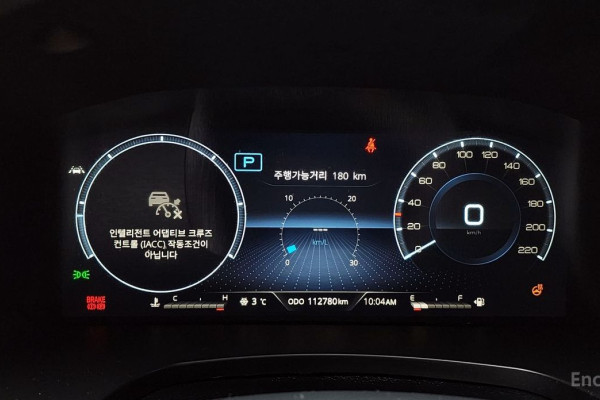 P
주행가능거리 180 km
인텔리전트 어댑티브 크루즈
컨트롤 (IACC) 작동조건이
아닙니다
10 20
0 30
--
km/L
0 20 40 60 80 100 120 140 160 180 200 220
0
km/h
BRAKE
C H
3 ℃
ODO 112780km
10:04AM
E F
Enc